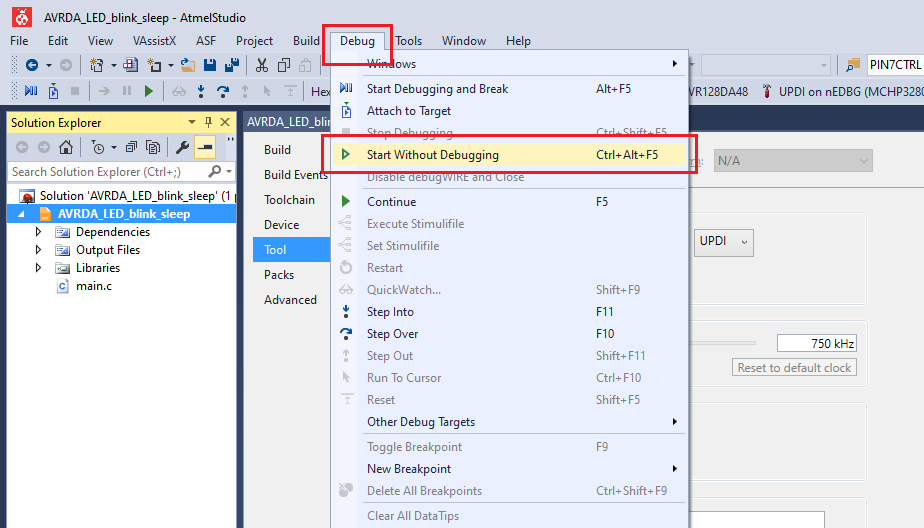 AVRDA_LED_blink_sleep - AtmelStudio
File Edit View VAssistX ASF Project Build Debug Tools Window Help
PIN7CTRL
Hex
VR128DA48 UPDI on nEDBG (MCHP3280
Solution Explorer
Search Solution Explorer (Ctrl+;)
Solution 'AVRDA_LED_blink_sleep' (1 p
AVRDA_LED_blink_sleep
Dependencies
Output Files
Libraries
main.c
AVRDA_LED_blin
Build
Build Events
Toolchain
Device
Tool
Packs
Advanced
Windows
Start Debugging and Break Alt+F5
Attach to Target
Stop Debugging Ctrl+Shift+F5
Start Without Debugging Ctrl+Alt+F5
Disable debugWIRE and Close
Continue F5
Execute Stimulifile
Set Stimulifile
Restart
QuickWatch... Shift+F9
Step Into F11
Step Over F10
Step Out Shift+F11
Run To Cursor Ctrl+F10
Reset Shift+F5
Other Debug Targets
Toggle Breakpoint F9
New Breakpoint
Delete All Breakpoints Ctrl+Shift+F9
Clear All DataTips
N/A
UPDI
750 kHz
Reset to default clock